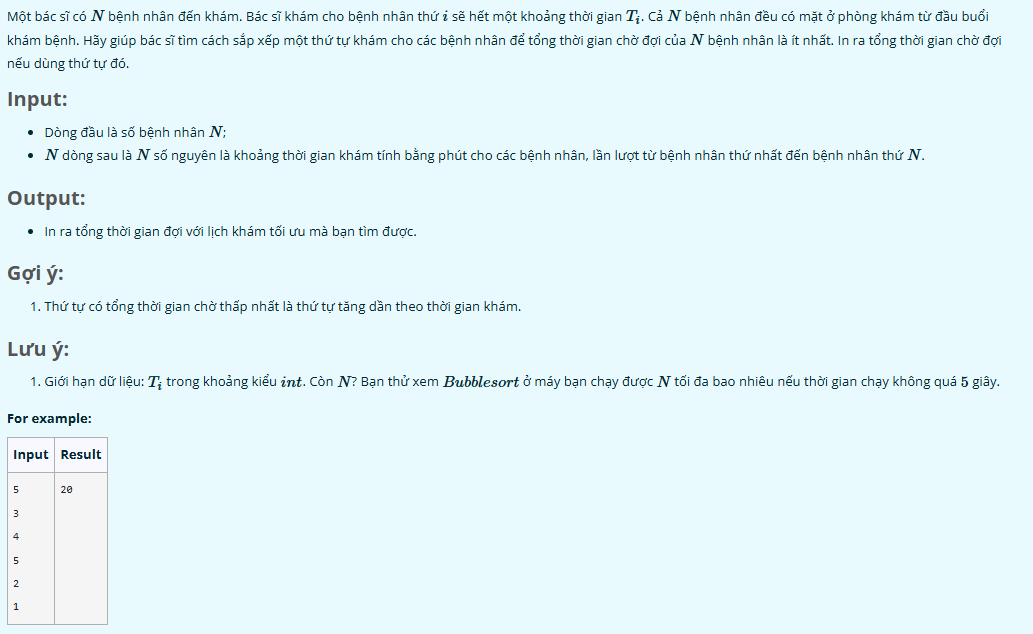 Một bác sĩ có N bệnh nhân đến khám. Bác sĩ khám cho bệnh nhân thứ i sẽ hết một khoảng thời gian Tᵢ. Cả N bệnh nhân đều có mặt ở phòng khám từ đầu buổi
khám bệnh. Hãy giúp bác sĩ tìm cách sắp xếp một thứ tự khám cho các bệnh nhân để tổng thời gian chờ đợi của N bệnh nhân là ít nhất. In ra tổng thời gian chờ đợi
nếu dùng thứ tự đó.
Input:
• Dòng đầu là số bệnh nhân N;
• N dòng sau là N số nguyên là khoảng thời gian khám tính bằng phút cho các bệnh nhân, lần lượt từ bệnh nhân thứ nhất đến bệnh nhân thứ N.
Output:
• In ra tổng thời gian đợi với lịch khám tối ưu mà bạn tìm được.
Gợi ý:
1. Thứ tự có tổng thời gian chờ thấp nhất là thứ tự tăng dần theo thời gian khám.
Lưu ý:
1. Giới hạn dữ liệu: Tᵢ trong khoảng kiểu int. Còn N? Bạn thử xem Bubblesort ở máy bạn chạy được N tối đa bao nhiêu nếu thời gian chạy không quá 5 giây.
For example:
Input Result
5 20
3
4
5
2
1